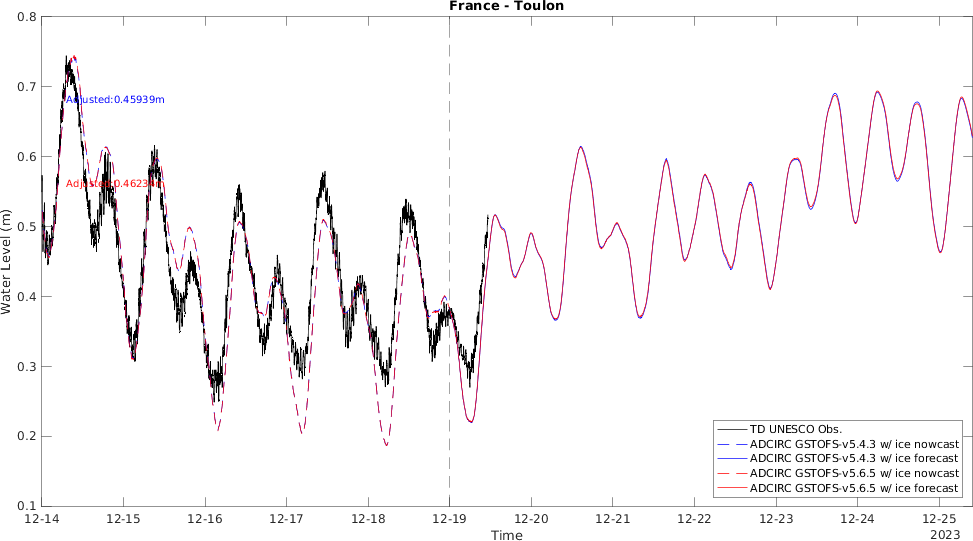 France - Toulon
Water Level (m)
0.8
0.7
0.6
0.5
0.4
0.3
0.2
0.1
Adjusted:0.45939m
12-14
12-15
12-16
12-17
12-18
12-19
12-20
12-21
12-22
12-23
12-24
12-25
2023
Time
TD UNESCO Obs.
ADCIRC GSTOFS-v5.4.3 w/ ice nowcast
ADCIRC GSTOFS-v5.4.3 w/ ice forecast
ADCIRC GSTOFS-v5.6.5 w/ ice nowcast
ADCIRC GSTOFS-v5.6.5 w/ ice forecast